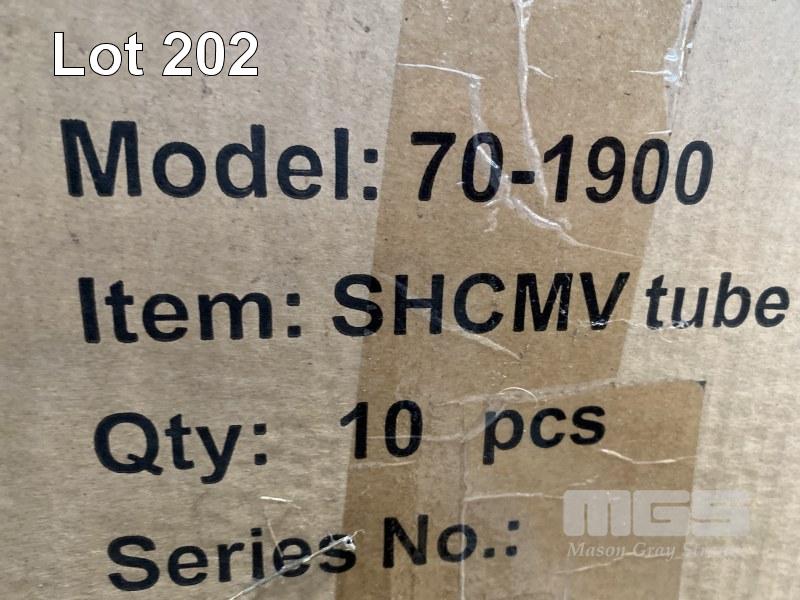 Lot 202
Model: 70-1900
Item: SHCMV tube
Qty: 10 pcs
Series No.:
MGS
Mason Gray